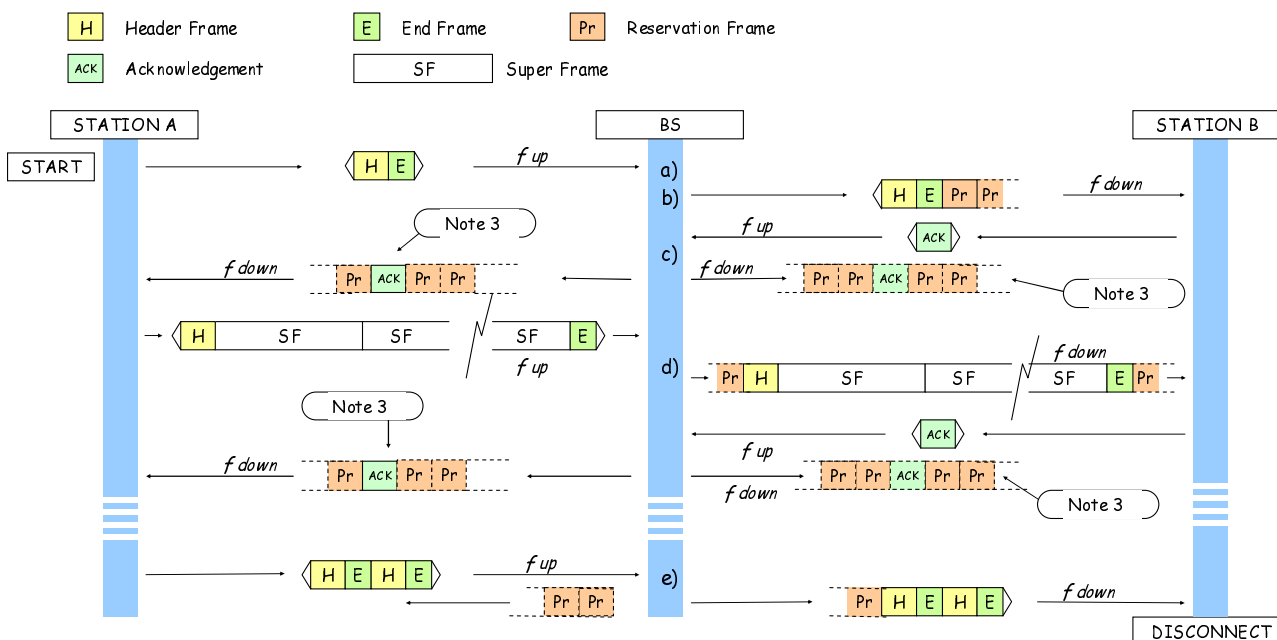 H Header Frame E End Frame Pr Reservation Frame
ACK Acknowledgement SF Super Frame
STATION A BS STATION B
START H E f up a)
b) H E Pr Pr f down
Note 3 f up ACK
c)
f down Pr ACK Pr Pr f down Pr Pr ACK Pr Pr Note 3
H SF SF SF E
f up d) f down
Pr H SF SF SF E Pr
Note 3
ACK
f up
f down Pr ACK Pr Pr f down Pr Pr ACK Pr Pr
Note 3
H E H E f up e)
Pr Pr Pr H E H E f down
DISCONNECT